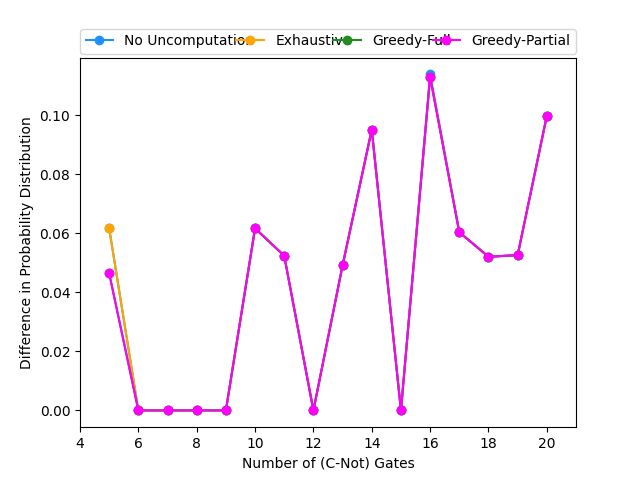 No Uncomputation Exhaustive Greedy-Full Greedy-Partial
Difference in Probability Distribution
0.10
0.08
0.06
0.04
0.02
0.00
4 6 8 10 12 14 16 18 20
Number of (C-Not) Gates